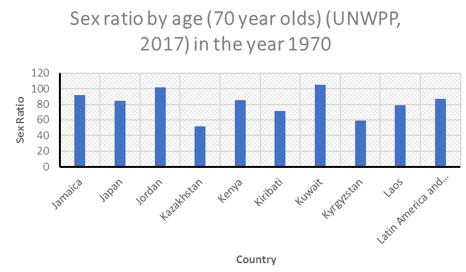 Sex ratio by age (70 year olds) (UNWPP,
2017) in the year 1970
120
100
80
60
40
20
0
Sex Ratio
Jamaica
Japan
Jordan
Kazakhstan
Kenya
Kiribati
Kuwait
Kyrgyzstan
Laos
Latin America and...
Country